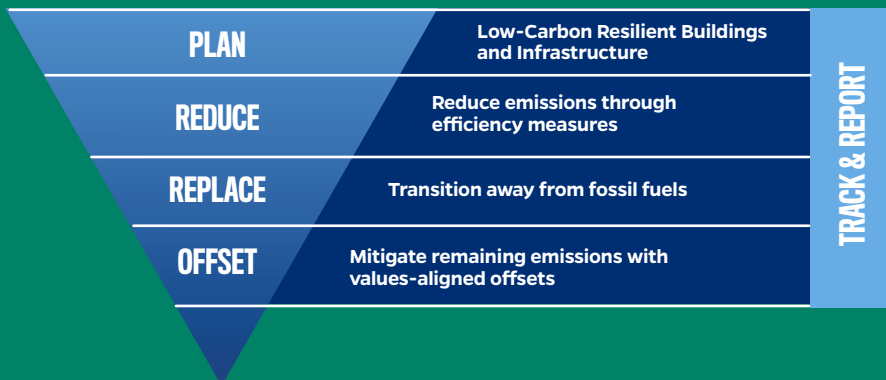 PLAN
Low-Carbon Resilient Buildings
and Infrastructure
REDUCE
Reduce emissions through
efficiency measures
REPLACE
Transition away from fossil fuels
OFFSET
Mitigate remaining emissions with
values-aligned offsets
TRACK & REPORT